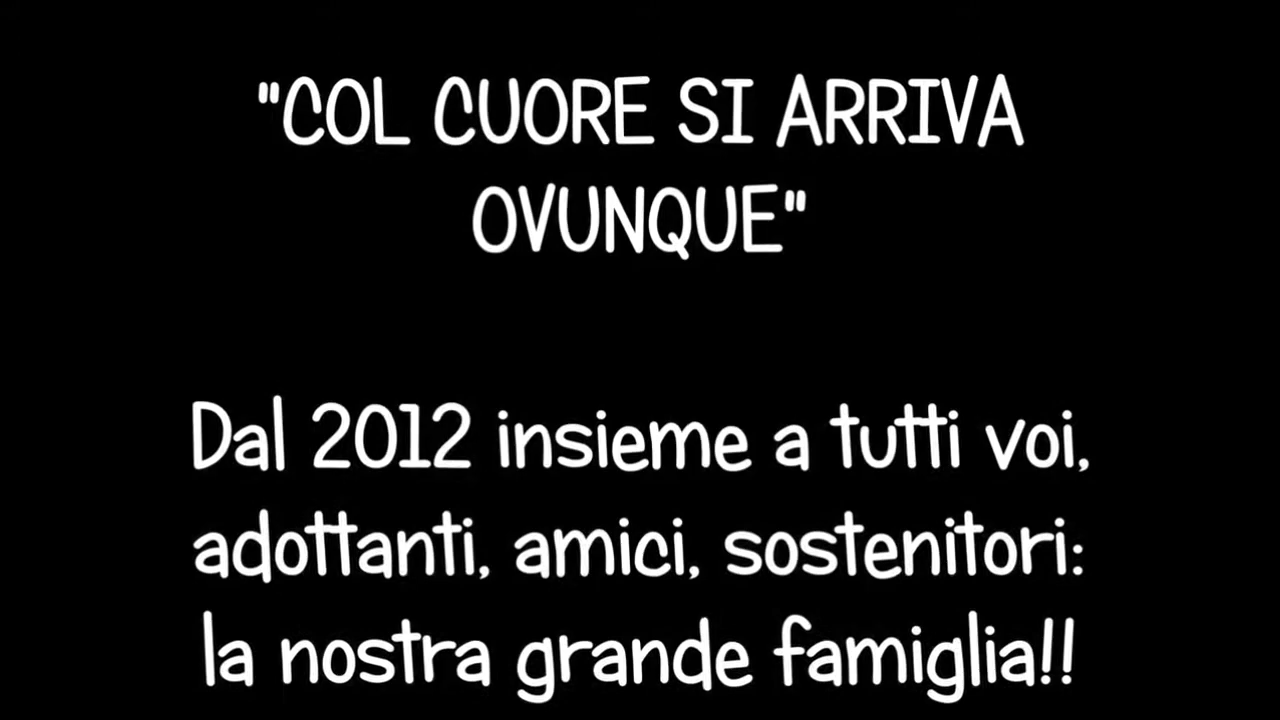 "COL CUORE SI ARRIVA
OVUNQUE"
Dal 2012 insieme a tutti voi,
adottanti, amici, sostenitori:
la nostra grande famiglia!!